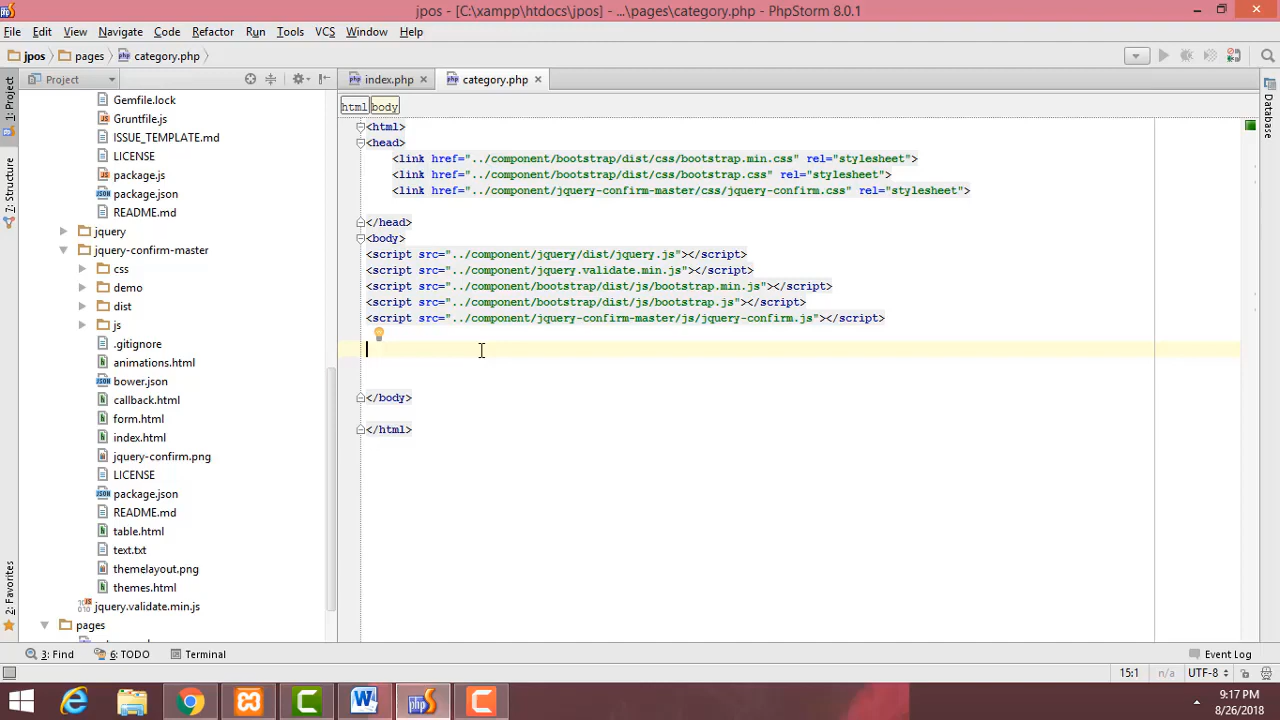 jpos - [C:\xampp\htdocs\jpos] - ...\pages\category.php - PhpStorm 8.0.1
File Edit View Navigate Code Refactor Run Tools VCS Window Help
jpos pages category.php
1: Project
7: Structure
2: Favorites
Project
Gemfile.lock
Gruntfile.js
ISSUE_TEMPLATE.md
LICENSE
package.js
package.json
README.md
jquery
jquery-confirm-master
css
demo
dist
js
.gitignore
animations.html
bower.json
callback.html
form.html
index.html
jquery-confirm.png
LICENSE
package.json
README.md
table.html
text.txt
themelayout.png
themes.html
jquery.validate.min.js
pages
index.php category.php
html body
<html>
<head>
<link href="../component/bootstrap/dist/css/bootstrap.min.css" rel="stylesheet">
<link href="../component/bootstrap/dist/css/bootstrap.css" rel="stylesheet">
<link href="../component/jquery-confirm-master/css/jquery-confirm.css" rel="stylesheet">
</head>
<body>
<script src="../component/jquery/dist/jquery.js"></script>
<script src="../component/jquery.validate.min.js"></script>
<script src="../component/bootstrap/dist/js/bootstrap.min.js"></script>
<script src="../component/bootstrap/dist/js/bootstrap.js"></script>
<script src="../component/jquery-confirm-master/js/jquery-confirm.js"></script>
</body>
</html>
Database
3: Find 6: TODO Terminal Event Log
15:1 n/a UTF-8
9:17 PM
8/26/2018